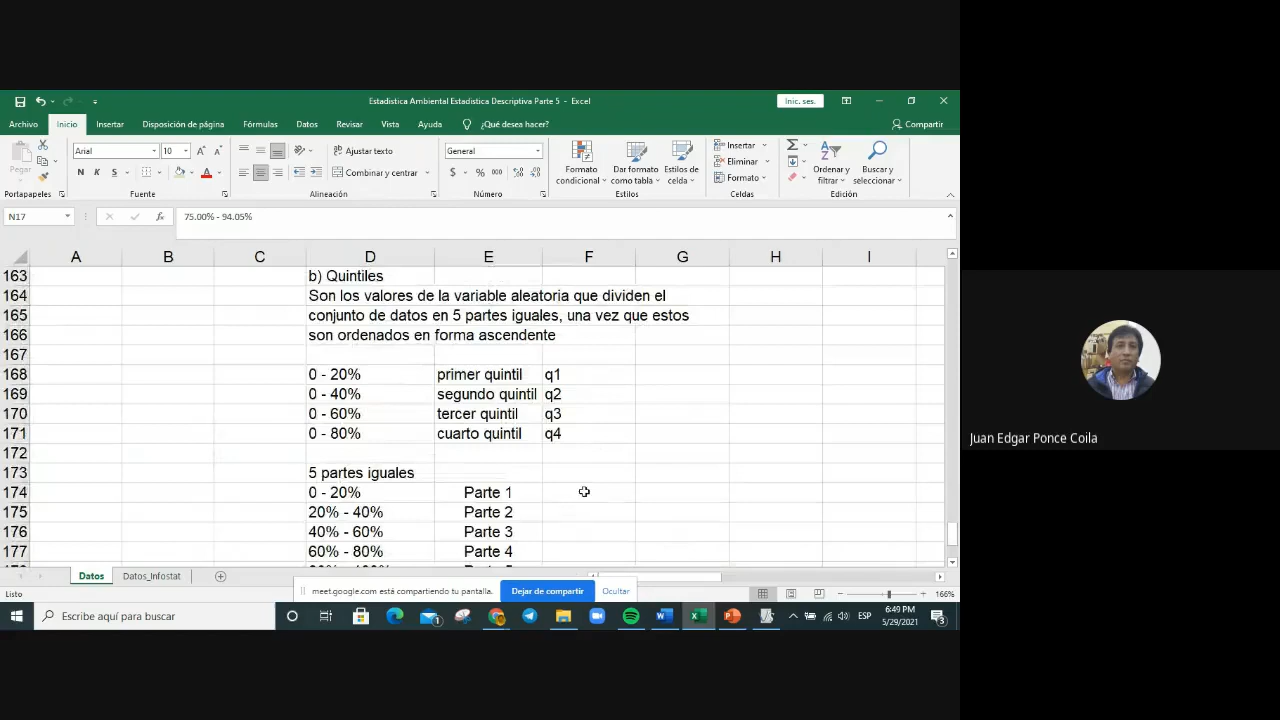 Estadistica Ambiental Estadistica Descriptiva Parte 5 - Excel
Inic. ses.
Archivo Inicio Insertar Disposición de página Fórmulas Datos Revisar Vista Ayuda ¿Qué desea hacer? Compartir
Pegar Arial 10 Ajustar texto General Insertar
N K S Combinar y centrar $ % 000 Formato condicional Dar formato como tabla Estilos de celda Eliminar Formato Ordenar y filtrar Buscar y seleccionar
Portapapeles Fuente Alineación Número Estilos Celdas Edición
N17 fx 75.00% - 94.05%
A B C D E F G H I
163 b) Quintiles
164 Son los valores de la variable aleatoria que dividen el
165 conjunto de datos en 5 partes iguales, una vez que estos
166 son ordenados en forma ascendente
167
168 0 - 20% primer quintil q1
169 0 - 40% segundo quintil q2
170 0 - 60% tercer quintil q3
171 0 - 80% cuarto quintil q4
172
173 5 partes iguales
174 0 - 20% Parte 1
175 20% - 40% Parte 2
176 40% - 60% Parte 3
177 60% - 80% Parte 4
Datos Datos_Infostat
Listo meet.google.com está compartiendo tu pantalla. Dejar de compartir Ocultar 166%
Escribe aquí para buscar ESP 6:49 PM
5/29/2021
Juan Edgar Ponce Coila